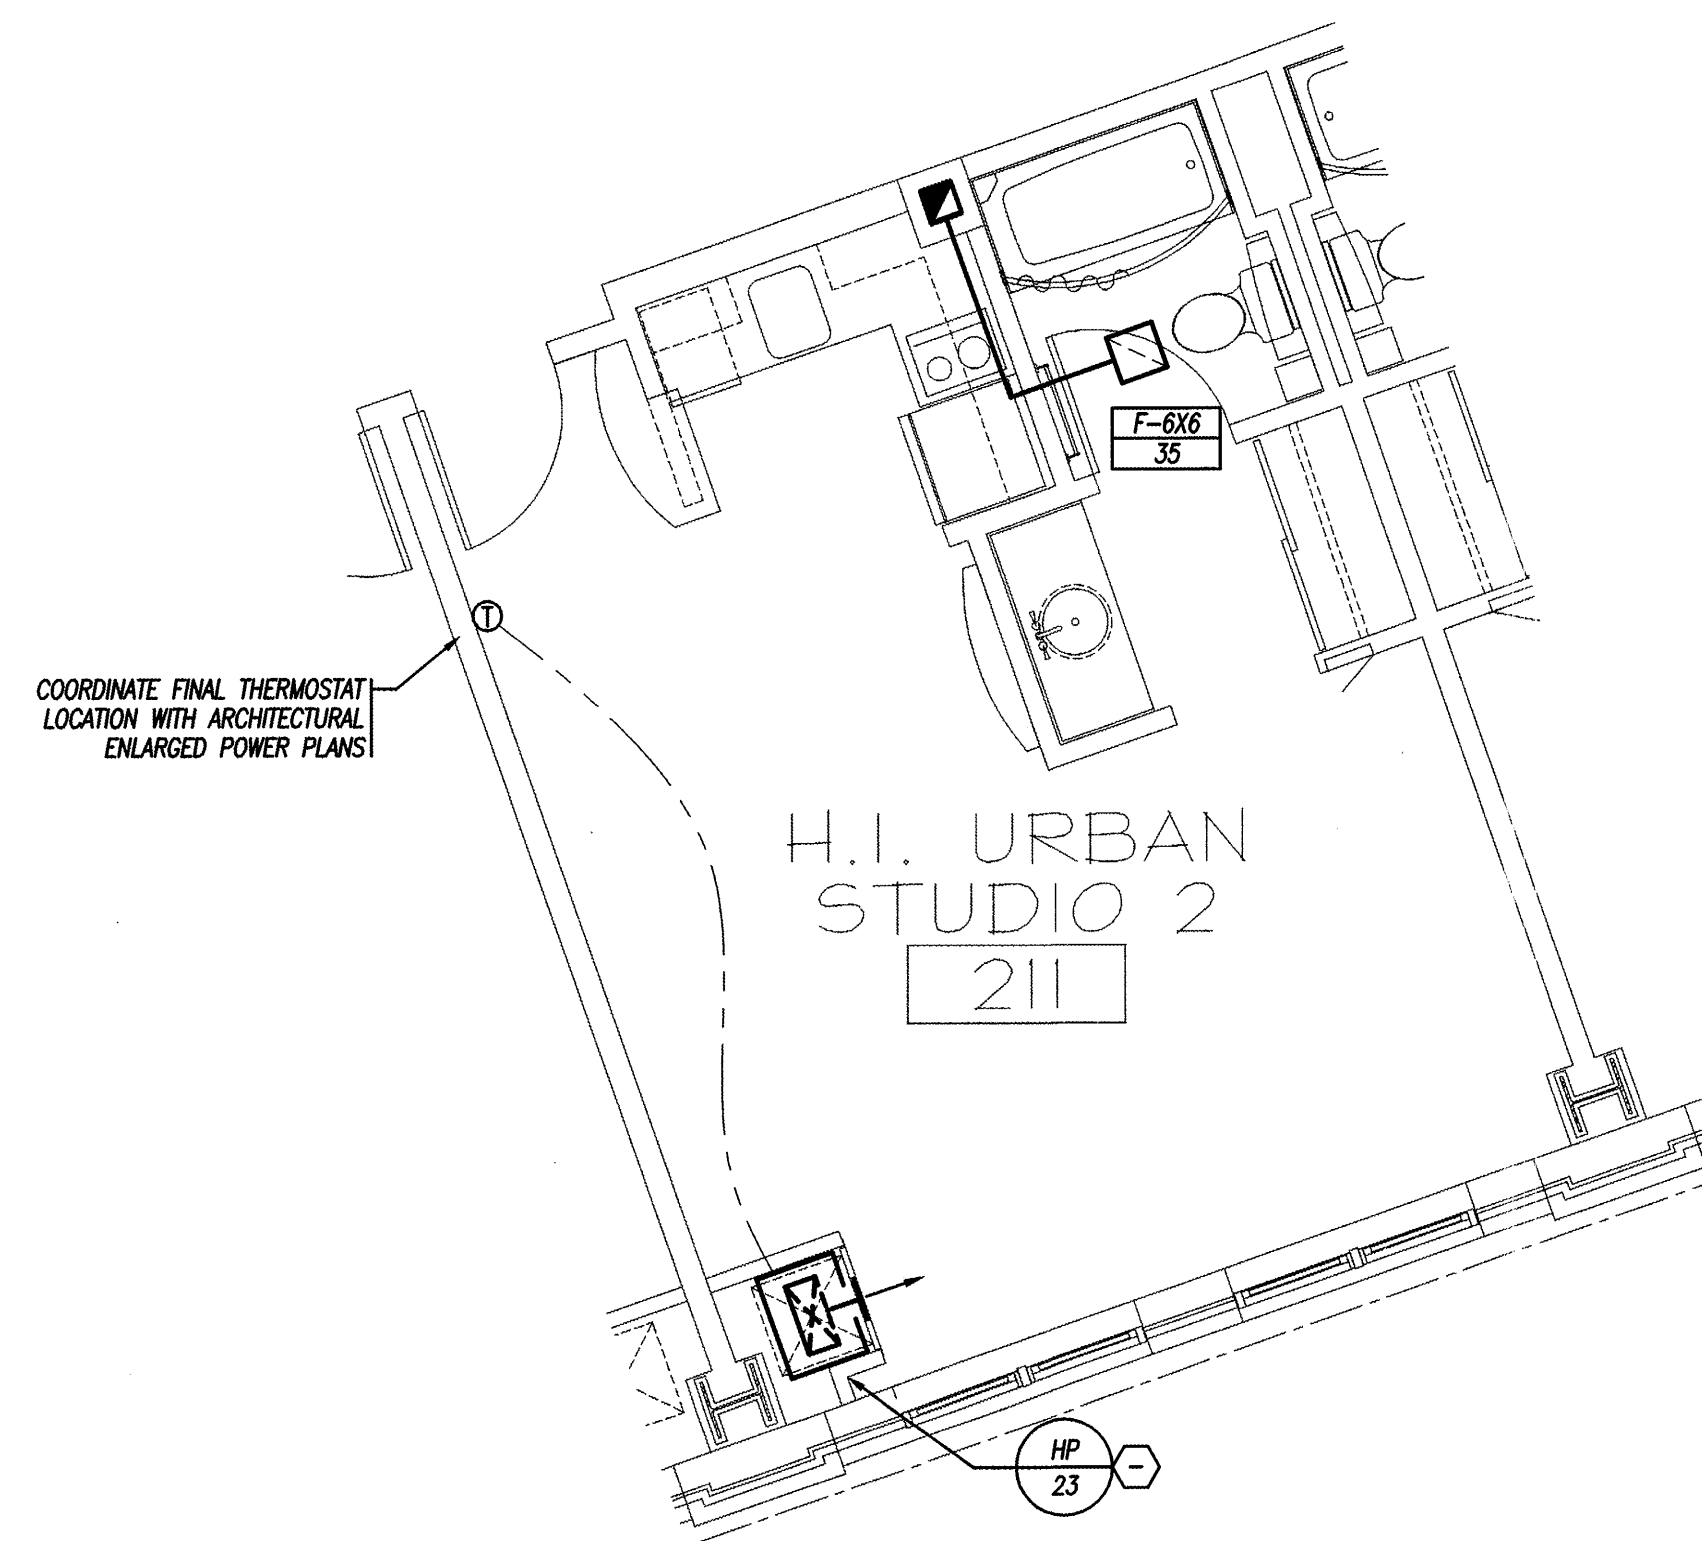 F-6X6
35
T
COORDINATE FINAL THERMOSTAT
LOCATION WITH ARCHITECTURAL
ENLARGED POWER PLANS
H.I. URBAN
STUDIO 2
211
HP
23
-